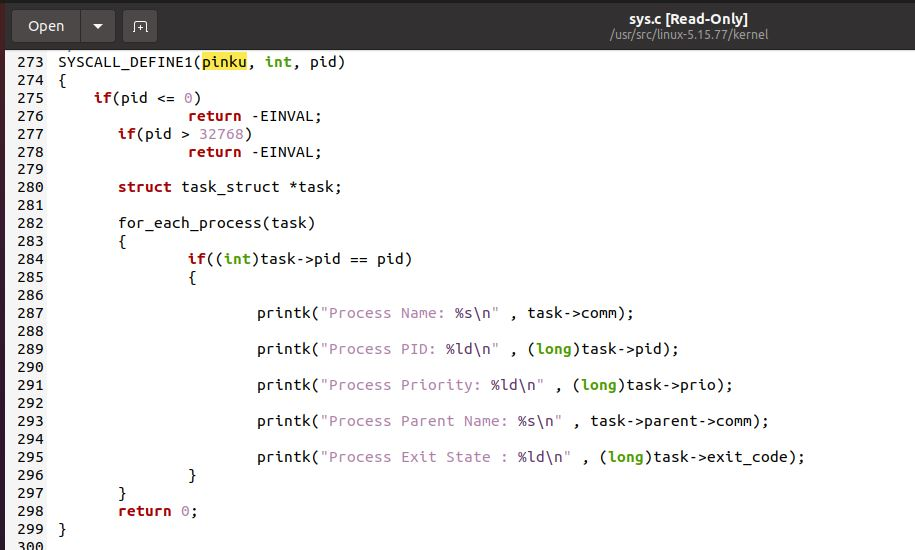 Open
sys.c [Read-Only]
/usr/src/linux-5.15.77/kernel
273 SYSCALL_DEFINE1(pinku, int, pid)
274 {
275     if(pid <= 0)
276                return -EINVAL;
277        if(pid > 32768)
278                return -EINVAL;
279
280        struct task_struct *task;
281
282        for_each_process(task)
283        {
284                if((int)task->pid == pid)
285                {
286
287                        printk("Process Name: %s\n" , task->comm);
288
289                        printk("Process PID: %ld\n" , (long)task->pid);
290
291                        printk("Process Priority: %ld\n" , (long)task->prio);
292
293                        printk("Process Parent Name: %s\n" , task->parent->comm);
294
295                        printk("Process Exit State : %ld\n" , (long)task->exit_code);
296                }
297        }
298        return 0;
299 }
300